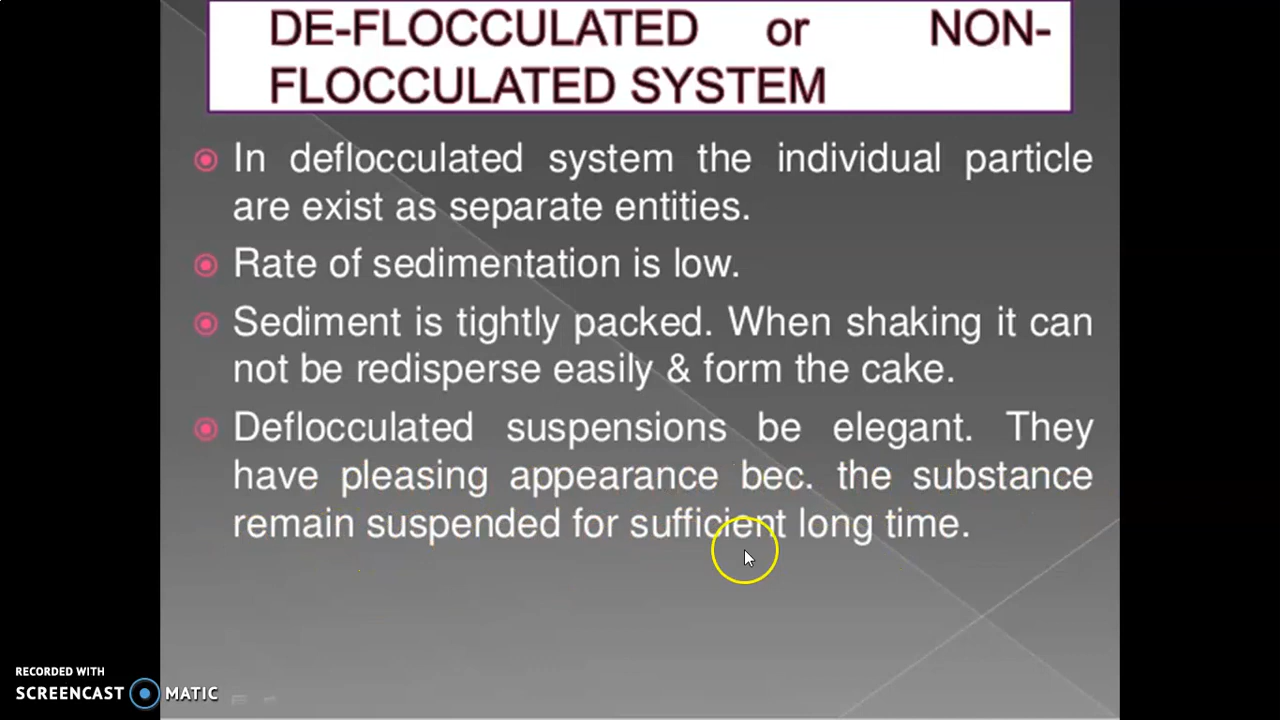 DE-FLOCCULATED or NON-
FLOCCULATED SYSTEM
In deflocculated system the individual particle
are exist as separate entities.
Rate of sedimentation is low.
Sediment is tightly packed. When shaking it can
not be redisperse easily & form the cake.
Deflocculated suspensions be elegant. They
have pleasing appearance bec. the substance
remain suspended for sufficient long time.
RECORDED WITH
SCREENCAST MATIC